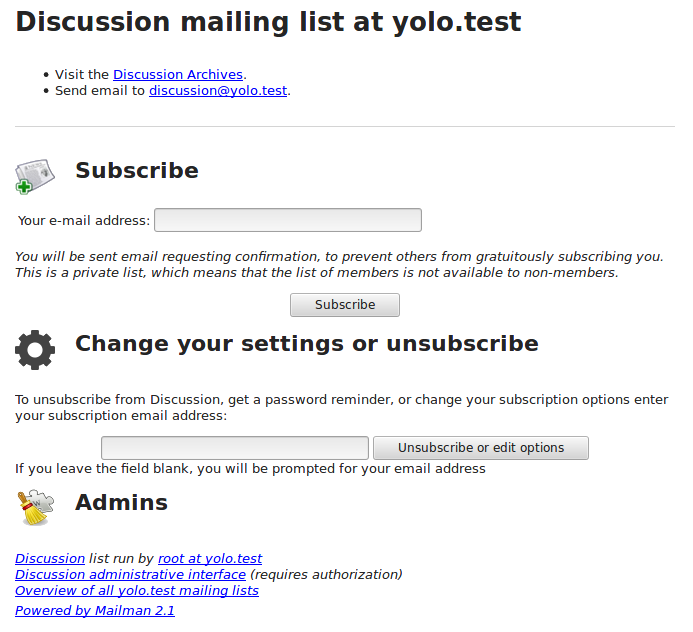 Discussion mailing list at yolo.test
• Visit the Discussion Archives.
• Send email to discussion@yolo.test.
Subscribe
Your e-mail address:
You will be sent email requesting confirmation, to prevent others from gratuitously subscribing you.
This is a private list, which means that the list of members is not available to non-members.
Subscribe
Change your settings or unsubscribe
To unsubscribe from Discussion, get a password reminder, or change your subscription options enter
your subscription email address:
Unsubscribe or edit options
If you leave the field blank, you will be prompted for your email address
Admins
Discussion list run by root at yolo.test
Discussion administrative interface (requires authorization)
Overview of all yolo.test mailing lists
Powered by Mailman 2.1